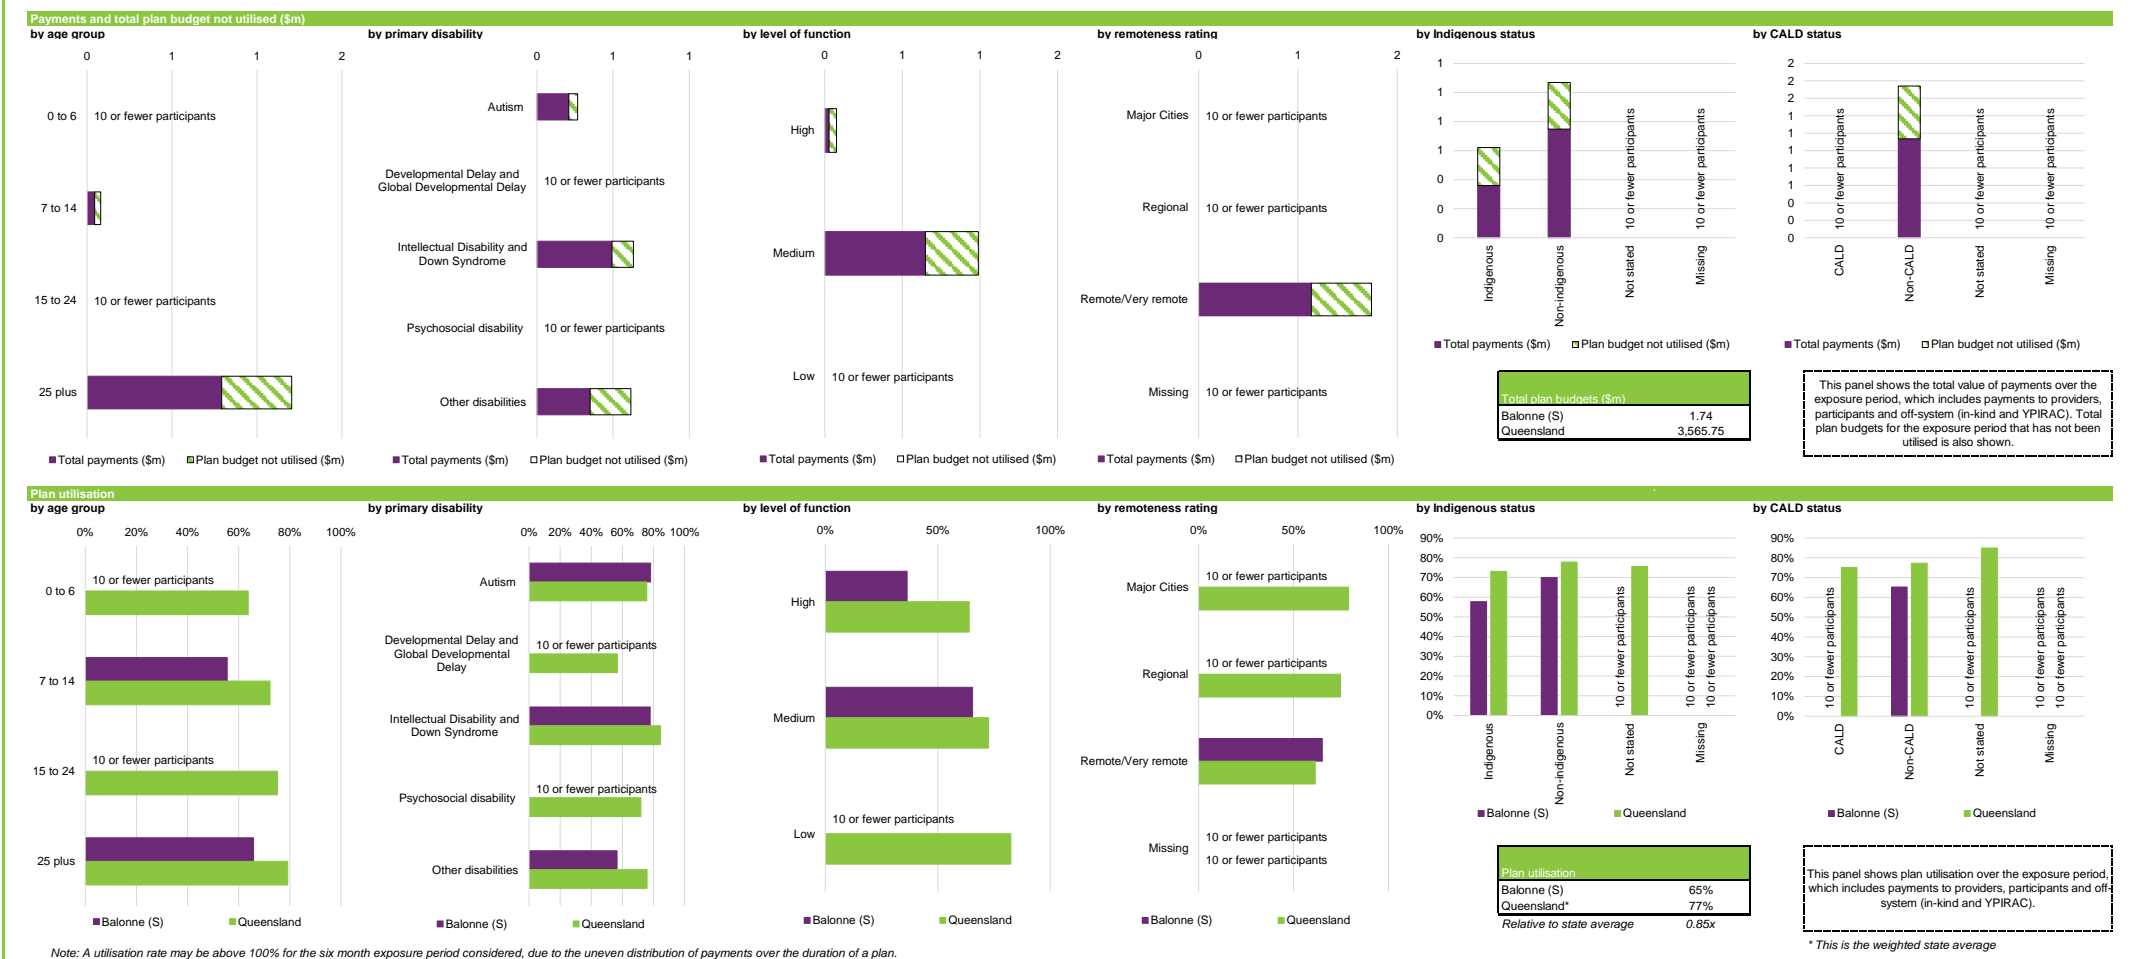 Payments and total plan budget not utilised ($m)
by age group
0 1 1 2
0 to 6
10 or fewer participants
7 to 14
15 to 24
10 or fewer participants
25 plus
Total payments ($m) Plan budget not utilised ($m)
by primary disability
0 1 1
Autism
Developmental Delay and
Global Developmental Delay
10 or fewer participants
Intellectual Disability and
Down Syndrome
Psychosocial disability
10 or fewer participants
Other disabilities
Total payments ($m) Plan budget not utilised ($m)
by level of function
0 1 1 2
High
Medium
Low
10 or fewer participants
Total payments ($m) Plan budget not utilised ($m)
by remoteness rating
0 1 2
Major Cities
10 or fewer participants
Regional
10 or fewer participants
Remote/Very remote
Missing
10 or fewer participants
Total payments ($m) Plan budget not utilised ($m)
by Indigenous status
1
1
1
1
0
0
0
10 or fewer participants
10 or fewer participants
Indigenous
Non-indigenous
Not stated
Missing
Total payments ($m) Plan budget not utilised ($m)
Total plan budgets ($m)
Balonne (S) 1.74
Queensland 3,565.75
by CALD status
2
2
2
1
1
1
1
1
0
0
0
10 or fewer participants
10 or fewer participants
10 or fewer participants
CALD
Non-CALD
Not stated
Missing
Total payments ($m) Plan budget not utilised ($m)
This panel shows the total value of payments over the
exposure period, which includes payments to providers,
participants and off-system (in-kind and YPIRAC). Total
plan budgets for the exposure period that has not been
utilised is also shown.
Plan utilisation
by age group
0% 20% 40% 60% 80% 100%
0 to 6
10 or fewer participants
7 to 14
15 to 24
10 or fewer participants
25 plus
Balonne (S) Queensland
by primary disability
0% 20% 40% 60% 80% 100%
Autism
Developmental Delay and
Global Developmental
Delay
10 or fewer participants
Intellectual Disability and
Down Syndrome
Psychosocial disability
10 or fewer participants
Other disabilities
Balonne (S) Queensland
by level of function
0% 50% 100%
High
Medium
Low
10 or fewer participants
Balonne (S) Queensland
by remoteness rating
0% 50% 100%
Major Cities
10 or fewer participants
Regional
10 or fewer participants
Remote/Very remote
Missing
10 or fewer participants
10 or fewer participants
Balonne (S) Queensland
by Indigenous status
90%
80%
70%
60%
50%
40%
30%
20%
10%
0%
10 or fewer participants
10 or fewer participants
10 or fewer participants
Indigenous
Non-indigenous
Not stated
Missing
Balonne (S) Queensland
Plan utilisation
Balonne (S) 65%
Queensland* 77%
Relative to state average 0.85x
by CALD status
90%
80%
70%
60%
50%
40%
30%
20%
10%
0%
10 or fewer participants
10 or fewer participants
10 or fewer participants
10 or fewer participants
CALD
Non-CALD
Not stated
Missing
Balonne (S) Queensland
This panel shows plan utilisation over the exposure period,
which includes payments to providers, participants and off-
system (in-kind and YPIRAC).
* This is the weighted state average
Note: A utilisation rate may be above 100% for the six month exposure period considered, due to the uneven distribution of payments over the duration of a plan.